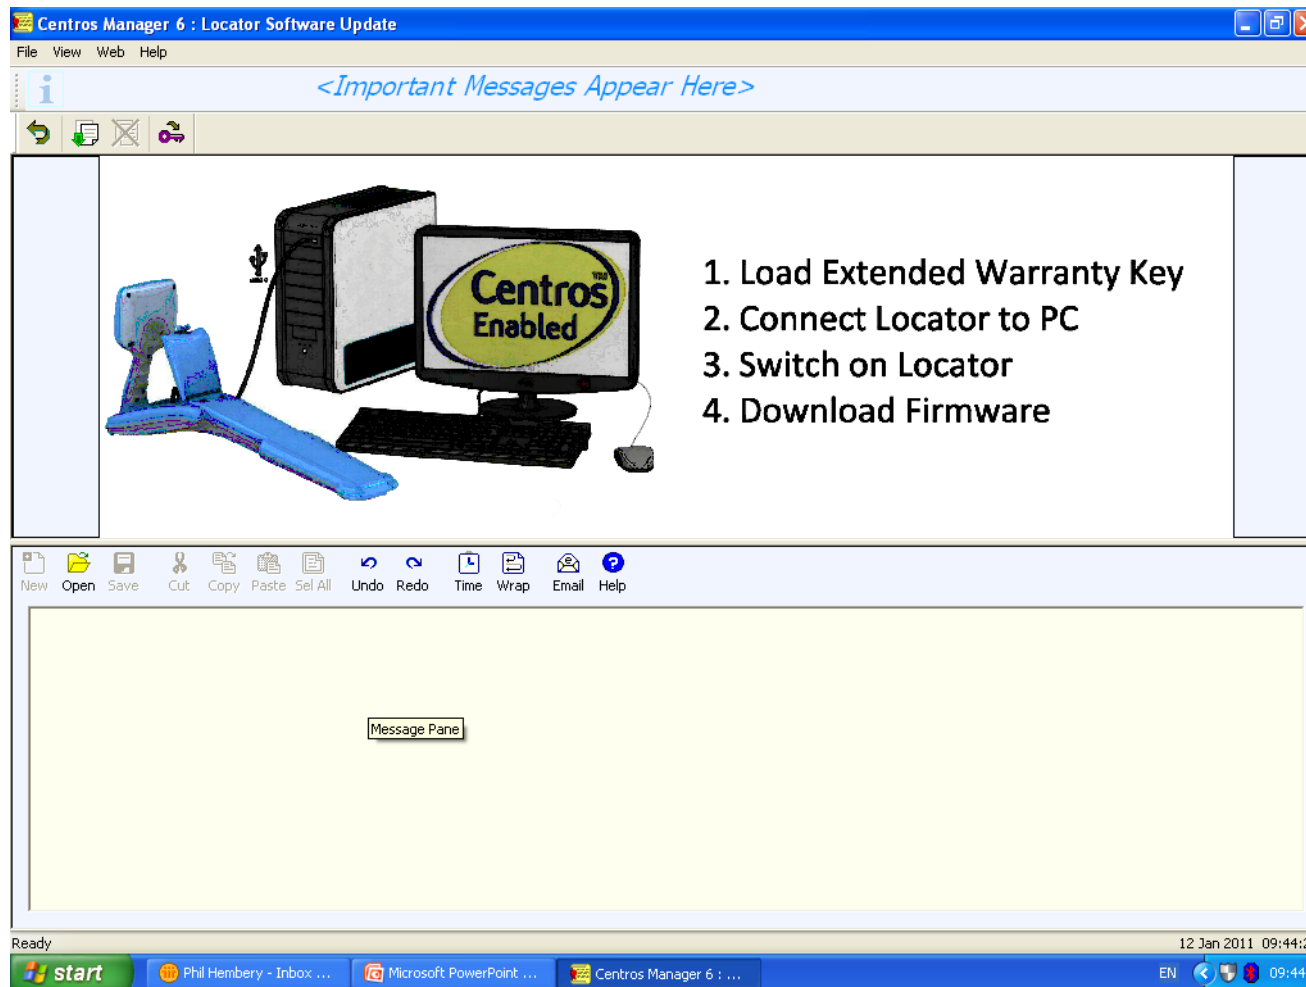 Centros Manager 6 : Locator Software Update
File View Web Help
<Important Messages Appear Here>
Centros™
Enabled
1. Load Extended Warranty Key
2. Connect Locator to PC
3. Switch on Locator
4. Download Firmware
New Open Save Cut Copy Paste Sel All Undo Redo Time Wrap Email Help
Message Pane
Ready 12 Jan 2011 09:44:
start Phil Hembery - Inbox ... Microsoft PowerPoint ... Centros Manager 6 : ... EN 09:44